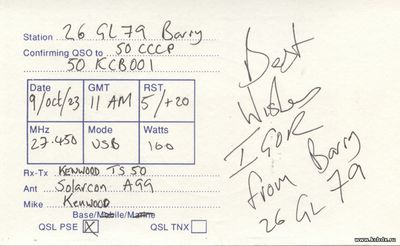 Station 26 GL 79 Barry
Confirming QSO to 50 CCCP
50 KCB001
Date GMT RST
9/oct/23 11 AM 5/+20
MHz Mode Watts
27.450 USB 100
Rx-Tx KENWOOD TS 50
Ant Solarcon A99
Mike KENWOOD
Base/Mobile/Marine
QSL PSE X QSL TNX
Best
Wishes
IGOR
From Barry
26 GL 79
www.kshota.ru